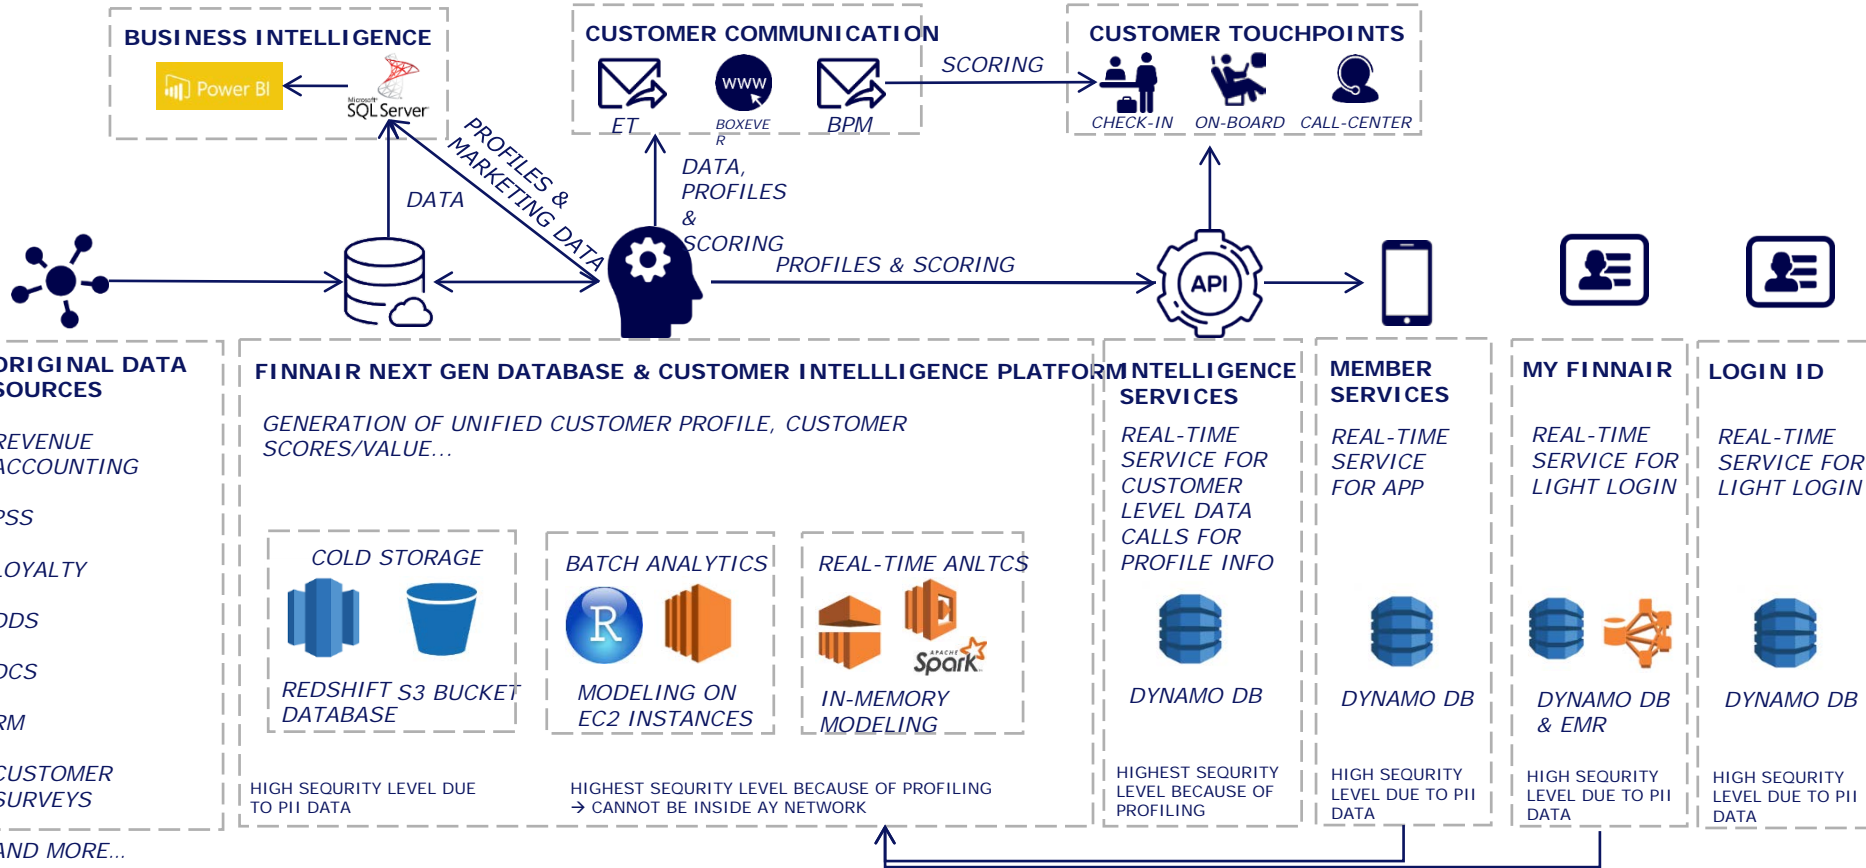 BUSINESS INTELLIGENCE
Power BI
Microsoft
SQL Server
CUSTOMER COMMUNICATION
ET
WWW
BOXEVE
R
BPM
SCORING
CUSTOMER TOUCHPOINTS
CHECK-IN
ON-BOARD
CALL-CENTER
DATA
PROFILES &
MARKETING DATA
DATA,
PROFILES
&
SCORING
PROFILES & SCORING
API
ORIGINAL DATA
SOURCES
REVENUE
ACCOUNTING
PSS
LOYALTY
ODS
DCS
RM
CUSTOMER
SURVEYS
AND MORE...
FINNAIR NEXT GEN DATABASE & CUSTOMER INTELLLIGENCE PLATFORM
GENERATION OF UNIFIED CUSTOMER PROFILE, CUSTOMER
SCORES/VALUE...
COLD STORAGE
REDSHIFT
DATABASE
S3 BUCKET
BATCH ANALYTICS
R
MODELING ON
EC2 INSTANCES
REAL-TIME ANLTCS
APACHE
Spark
IN-MEMORY
MODELING
HIGH SEQURITY LEVEL DUE
TO PII DATA
HIGHEST SEQURITY LEVEL BECAUSE OF PROFILING
→ CANNOT BE INSIDE AY NETWORK
INTELLIGENCE
SERVICES
REAL-TIME
SERVICE FOR
CUSTOMER
LEVEL DATA
CALLS FOR
PROFILE INFO
DYNAMO DB
HIGHEST SEQURITY
LEVEL BECAUSE OF
PROFILING
MEMBER
SERVICES
REAL-TIME
SERVICE
FOR APP
DYNAMO DB
HIGH SEQURITY
LEVEL DUE TO PII
DATA
MY FINNAIR
REAL-TIME
SERVICE FOR
LIGHT LOGIN
DYNAMO DB
& EMR
HIGH SEQURITY
LEVEL DUE TO PII
DATA
LOGIN ID
REAL-TIME
SERVICE FOR
LIGHT LOGIN
DYNAMO DB
HIGH SEQURITY
LEVEL DUE TO PII
DATA